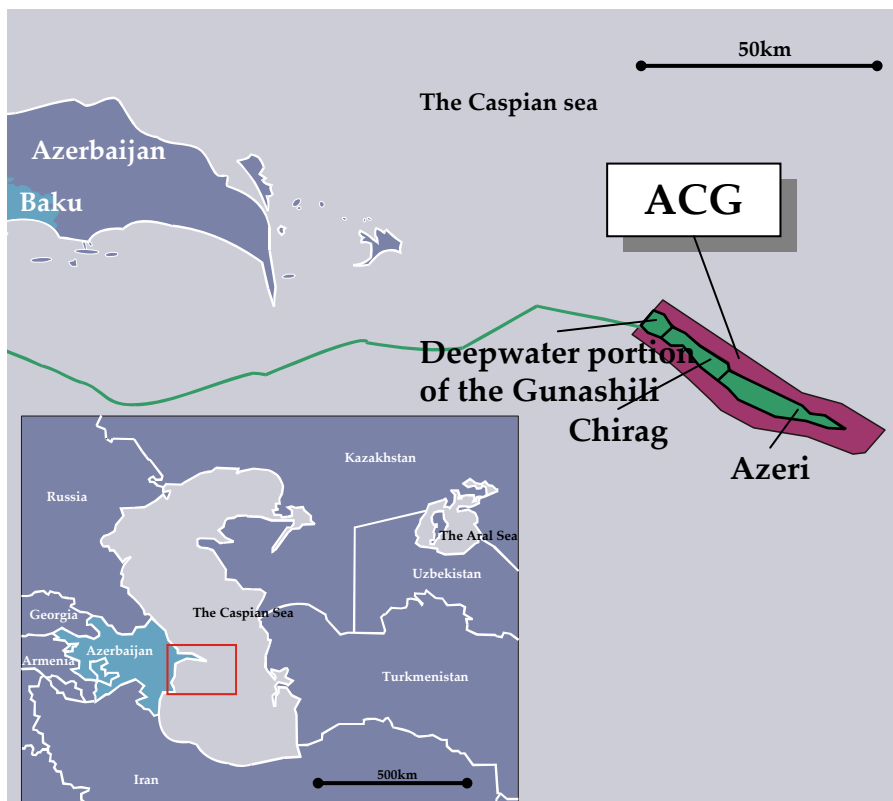 50km
The Caspian sea
Azerbaijan
Baku
ACG
Deepwater portion
of the Gunashili
Chirag
Azeri
Kazakhstan
Russia
The Aral Sea
Uzbekistan
The Caspian Sea
Georgia
Azerbaijan
Armenia
Turkmenistan
Iran
500km